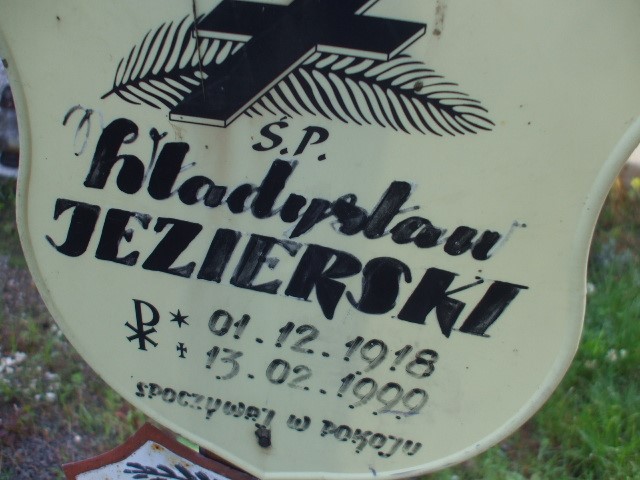 Ś.P.
Władysław
JEZIERSKI
* 01.12.1918
13.02.1999
spoczywaj w pokoju